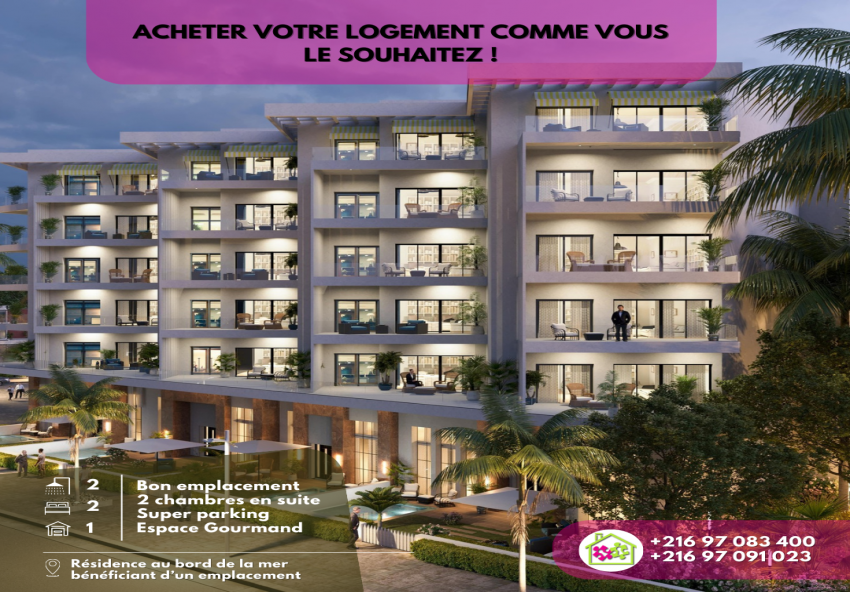 ACHETER VOTRE LOGEMENT COMME VOUS
LE SOUHAITEZ !
2
2
1
Bon emplacement
2 chambres en suite
Super parking
Espace Gourmand
Résidence au bord de la mer
bénéficiant d'un emplacement
+216 97 083 400
+216 97 091 023